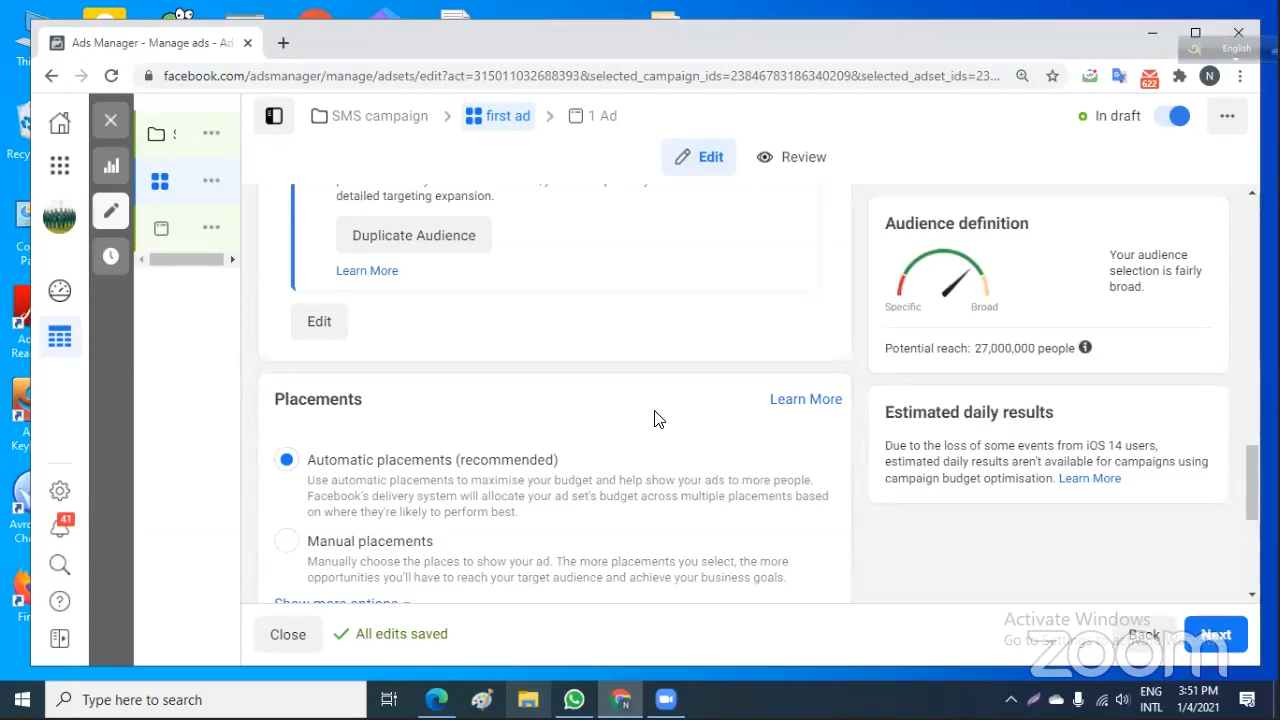 Ads Manager - Manage ads - Ad
English
facebook.com/adsmanager/manage/adsets/edit?act=315011032688393&selected_campaign_ids=23846783186340209&selected_adset_ids=23...
622
N
SMS campaign
first ad
1 Ad
In draft
Edit
Review
detailed targeting expansion.
Duplicate Audience
Learn More
Edit
Audience definition
Your audience
selection is fairly
broad.
Specific
Broad
Potential reach: 27,000,000 people
Placements
Learn More
Automatic placements (recommended)
Use automatic placements to maximise your budget and help show your ads to more people.
Facebook's delivery system will allocate your ad set's budget across multiple placements based
on where they're likely to perform best.
Manual placements
Manually choose the places to show your ad. The more placements you select, the more
opportunities you'll have to reach your target audience and achieve your business goals.
Show more options
Estimated daily results
Due to the loss of some events from iOS 14 users,
estimated daily results aren't available for campaigns using
campaign budget optimisation. Learn More
41
Close
All edits saved
Activate Windows
Go to Settings
Back
Next
zoom
Type here to search
ENG
INTL
3:51 PM
1/4/2021